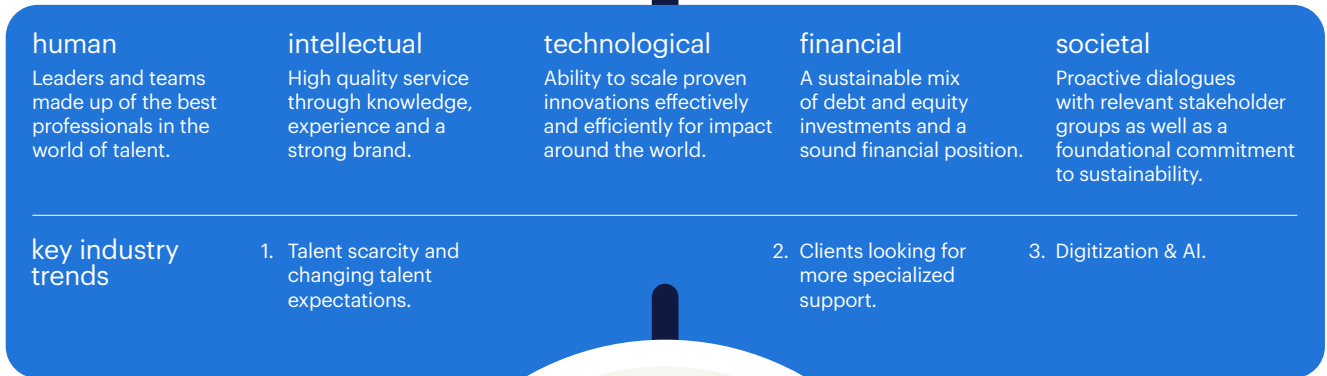 human
Leaders and teams
made up of the best
professionals in the
world of talent.
intellectual
High quality service
through knowledge,
experience and a
strong brand.
technological
Ability to scale proven
innovations effectively
and efficiently for impact
around the world.
financial
A sustainable mix
of debt and equity
investments and a
sound financial position.
societal
Proactive dialogues
with relevant stakeholder
groups as well as a
foundational commitment
to sustainability.
key industry
trends
1. Talent scarcity and
changing talent
expectations.
2. Clients looking for
more specialized
support.
3. Digitization & AI.